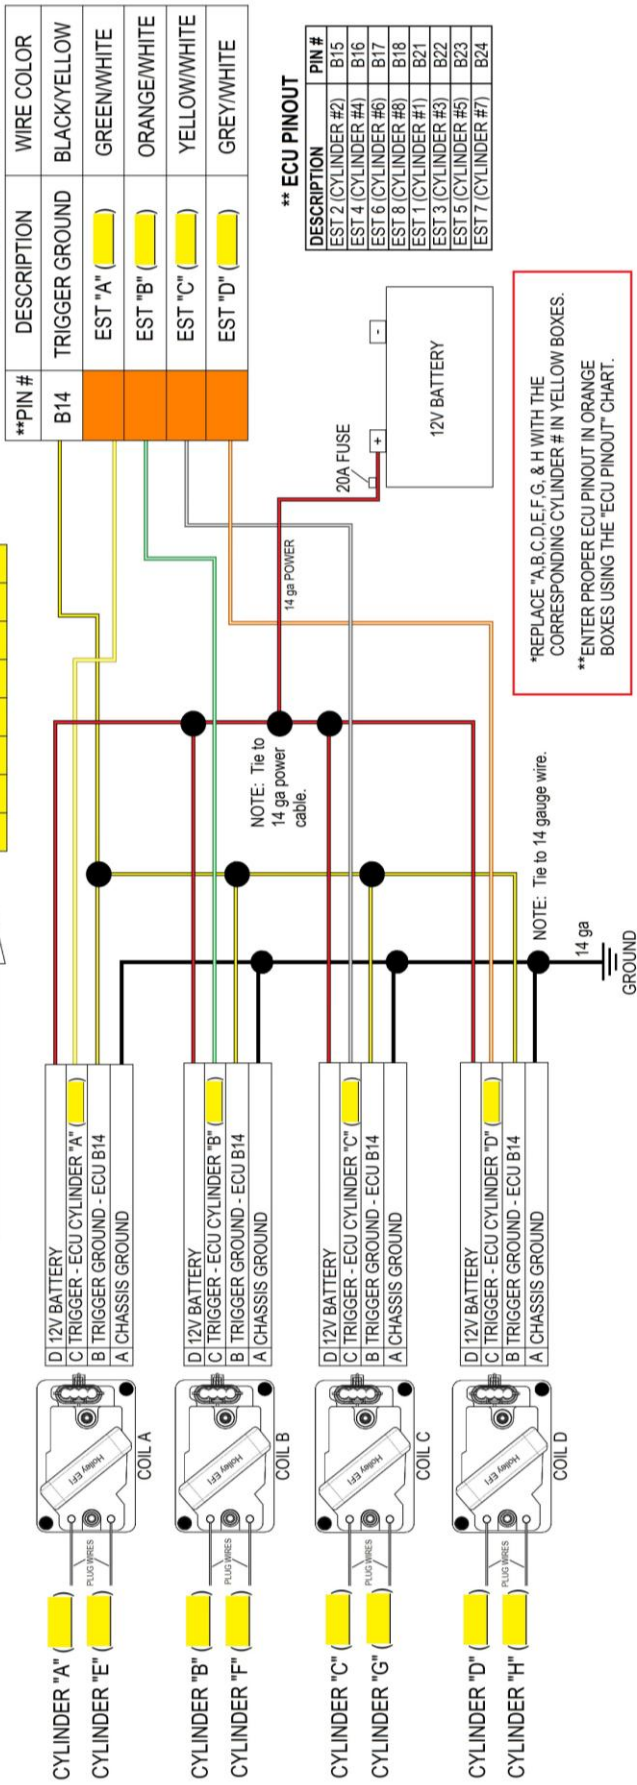 **PIN # DESCRIPTION WIRE COLOR
B14 TRIGGER GROUND BLACK/YELLOW
EST "A" ( ) GREEN/WHITE
EST "B" ( ) ORANGE/WHITE
EST "C" ( ) YELLOW/WHITE
EST "D" ( ) GREY/WHITE
** ECU PINOUT
DESCRIPTION PIN #
EST 2 (CYLINDER #2) B15
EST 4 (CYLINDER #4) B16
EST 6 (CYLINDER #6) B17
EST 8 (CYLINDER #8) B18
EST 1 (CYLINDER #1) B21
EST 3 (CYLINDER #3) B22
EST 5 (CYLINDER #5) B23
EST 7 (CYLINDER #7) B24
20A FUSE
+ -
12V BATTERY
14 ga POWER
NOTE: Tie to
14 ga power
cable.
*REPLACE "A,B,C,D,E,F,G, & H WITH THE
CORRESPONDING CYLINDER # IN YELLOW BOXES.
**ENTER PROPER ECU PINOUT IN ORANGE
BOXES USING THE "ECU PINOUT" CHART.
NOTE: Tie to 14 gauge wire.
14 ga
GROUND
CYLINDER "A" ( )
CYLINDER "E" ( )
PLUG WIRES
Holley EFI
COIL A
D 12V BATTERY
C TRIGGER - ECU CYLINDER "A" ( )
B TRIGGER GROUND - ECU B14
A CHASSIS GROUND
CYLINDER "B" ( )
CYLINDER "F" ( )
PLUG WIRES
Holley EFI
COIL B
D 12V BATTERY
C TRIGGER - ECU CYLINDER "B" ( )
B TRIGGER GROUND - ECU B14
A CHASSIS GROUND
CYLINDER "C" ( )
CYLINDER "G" ( )
PLUG WIRES
Holley EFI
COIL C
D 12V BATTERY
C TRIGGER - ECU CYLINDER "C" ( )
B TRIGGER GROUND - ECU B14
A CHASSIS GROUND
CYLINDER "D" ( )
CYLINDER "H" ( )
PLUG WIRES
Holley EFI
COIL D
D 12V BATTERY
C TRIGGER - ECU CYLINDER "D" ( )
B TRIGGER GROUND - ECU B14
A CHASSIS GROUND